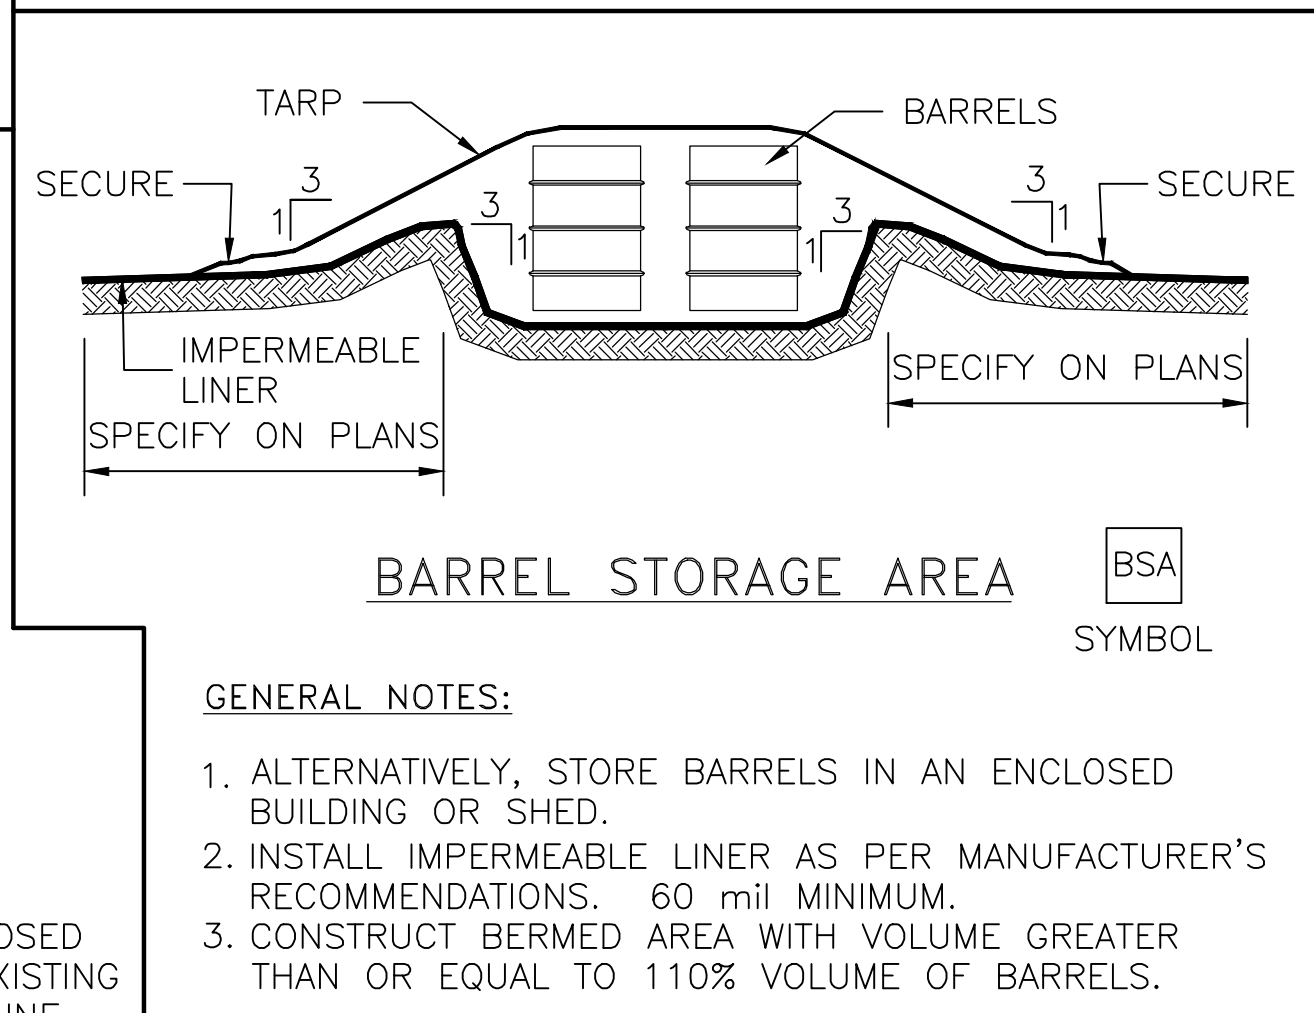 TARP
BARRELS
SECURE
3
1
3
1
3
1
3
1
SECURE
IMPERMEABLE
LINER
SPECIFY ON PLANS
SPECIFY ON PLANS
BARREL STORAGE AREA
BSA
SYMBOL
GENERAL NOTES:
1. ALTERNATIVELY, STORE BARRELS IN AN ENCLOSED
BUILDING OR SHED.
2. INSTALL IMPERMEABLE LINER AS PER MANUFACTURER'S
RECOMMENDATIONS. 60 mil MINIMUM.
3. CONSTRUCT BERMED AREA WITH VOLUME GREATER
THAN OR EQUAL TO 110% VOLUME OF BARRELS.
OSED
XISTING